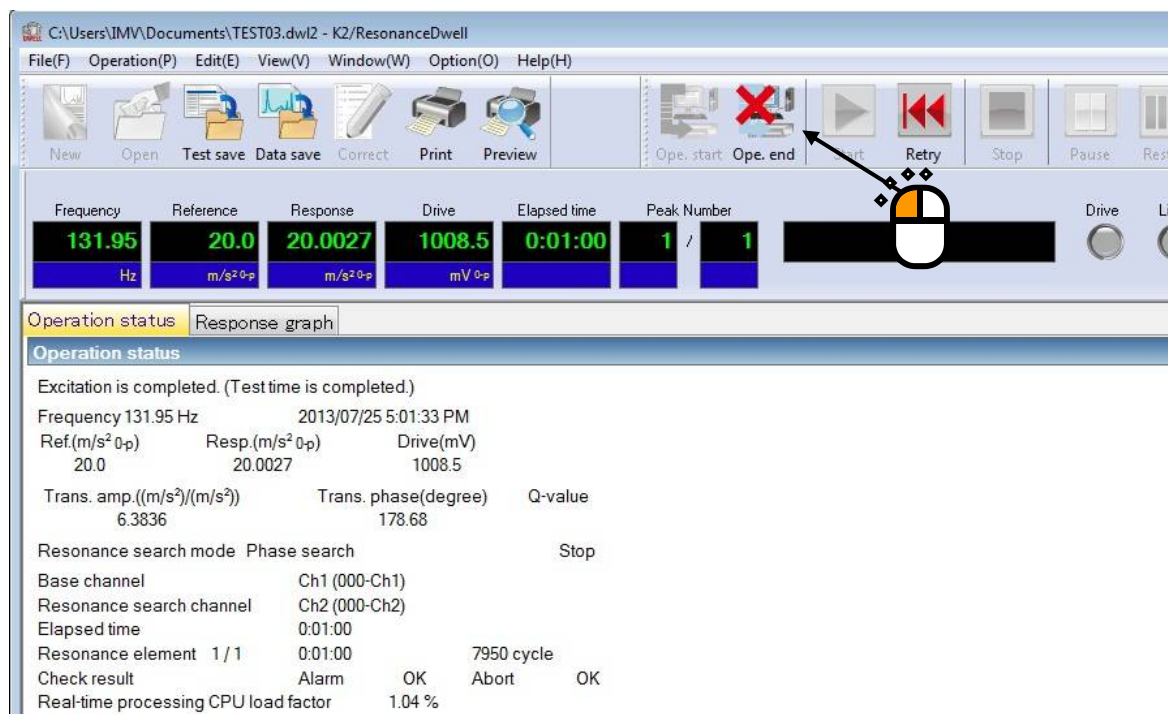 C:\Users\IMV\Documents\TEST03.dwl2 - K2/ResonanceDwell
File(F) Operation(P) Edit(E) View(V) Window(W) Option(O) Help(H)
New Open Test save Data save Correct Print Preview Ope. start Ope. end Start Retry Stop Pause
Frequency Reference Response Drive Elapsed time Peak Number Drive
131.95 20.0 20.0027 1008.5 0:01:00 1 / 1
Hz m/s² 0-p m/s² 0-p mV 0-p
Operation status Response graph
Operation status
Excitation is completed. (Test time is completed.)
Frequency 131.95 Hz 2013/07/25 5:01:33 PM
Ref.(m/s² 0-p) Resp.(m/s² 0-p) Drive(mV)
20.0 20.0027 1008.5
Trans. amp.((m/s²)/(m/s²)) Trans. phase(degree) Q-value
6.3836 178.68
Resonance search mode Phase search Stop
Base channel Ch1 (000-Ch1)
Resonance search channel Ch2 (000-Ch2)
Elapsed time 0:01:00
Resonance element 1 / 1 0:01:00 7950 cycle
Check result Alarm OK Abort OK
Real-time processing CPU load factor 1.04 %